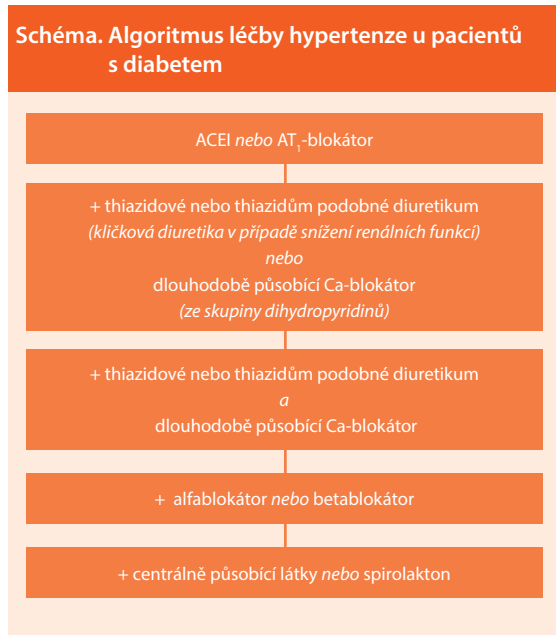 Schéma. Algoritmus léčby hypertenze u pacientů
s diabetem
ACEI nebo AT₁-blokátor
+ thiazidové nebo thiazidům podobné diuretikum
(kličková diuretika v případě snížení renálních funkcí)
nebo
dlouhodobě působící Ca-blokátor
(ze skupiny dihydropyridinů)
+ thiazidové nebo thiazidům podobné diuretikum
a
dlouhodobě působící Ca-blokátor
+ alfablokátor nebo betablokátor
+ centrálně působící látky nebo spirolakton